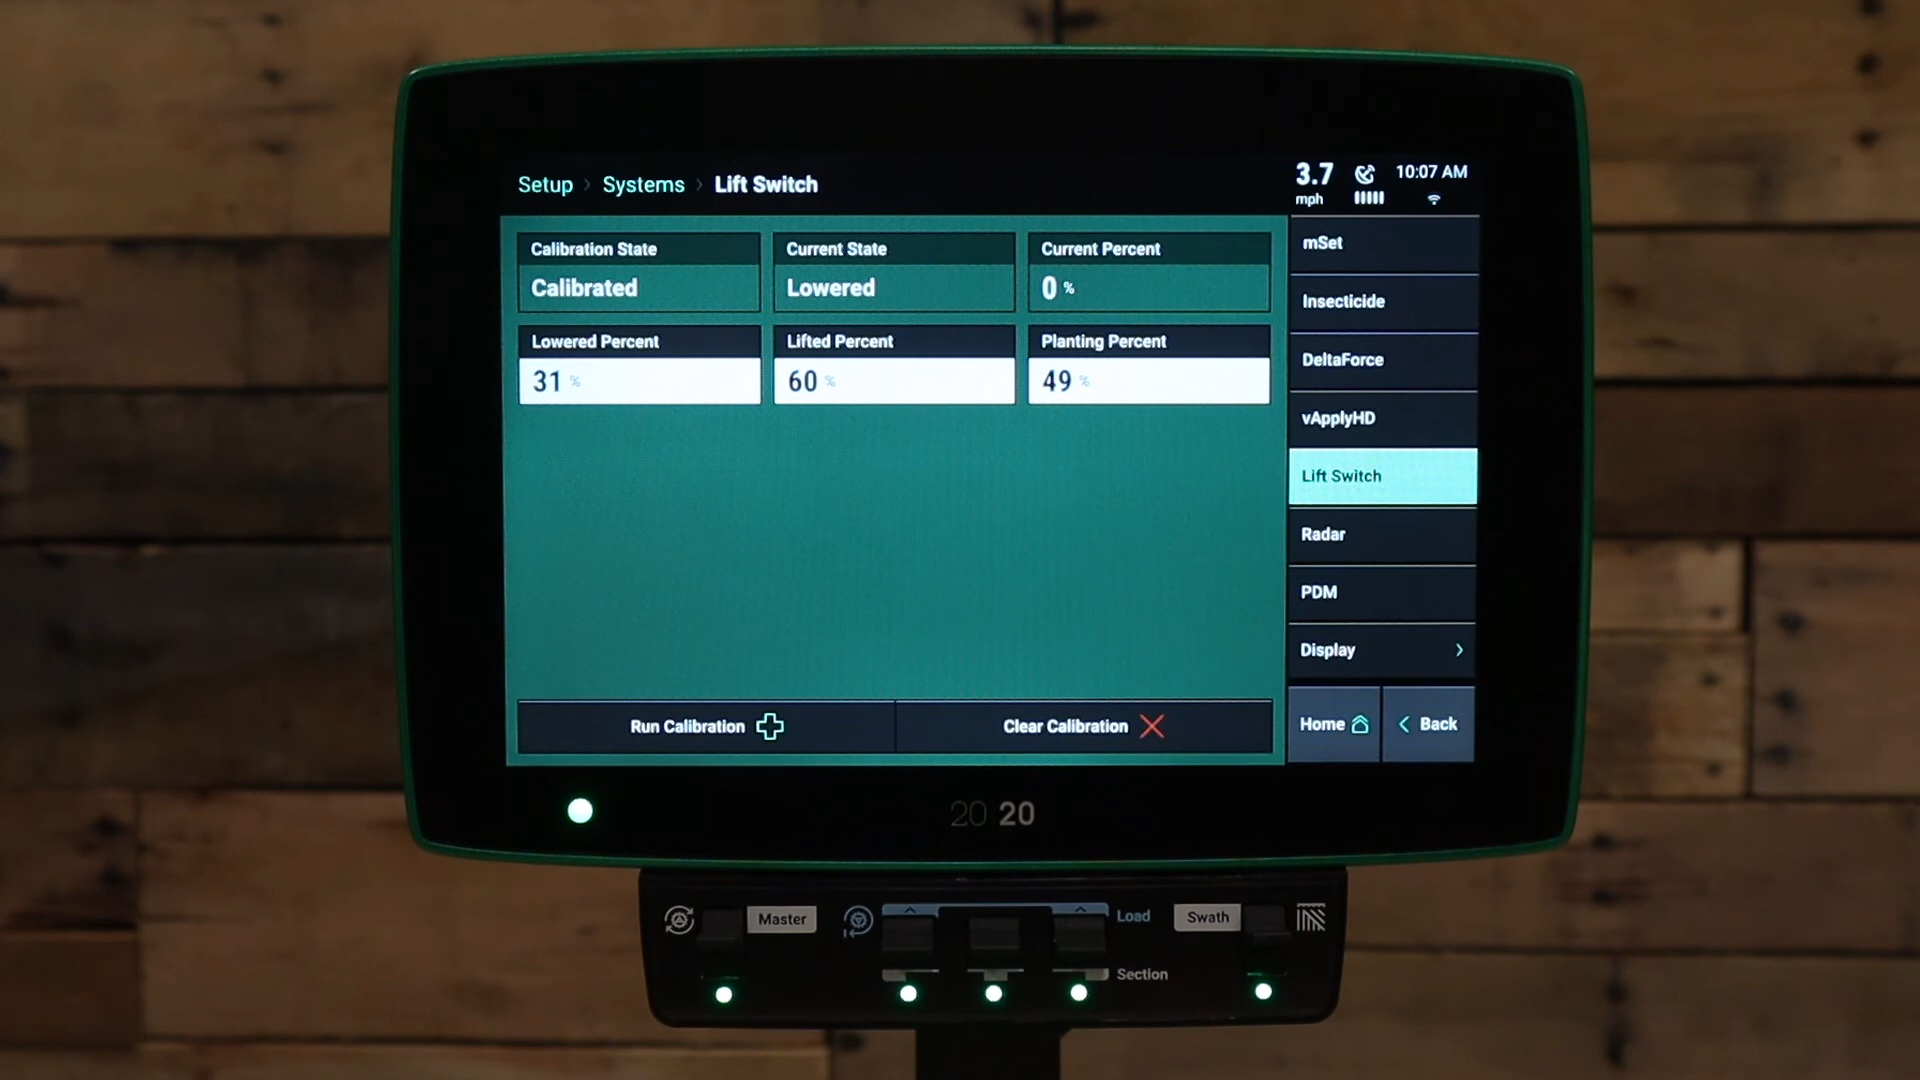 Setup › Systems › Lift Switch
3.7 mph
10:07 AM
Calibration State
Calibrated
Current State
Lowered
Current Percent
0 %
Lowered Percent
31 %
Lifted Percent
60 %
Planting Percent
49 %
mSet
Insecticide
DeltaForce
vApplyHD
Lift Switch
Radar
PDM
Display
Run Calibration
Clear Calibration
Home
Back
20 20
Master
Load
Section
Swath